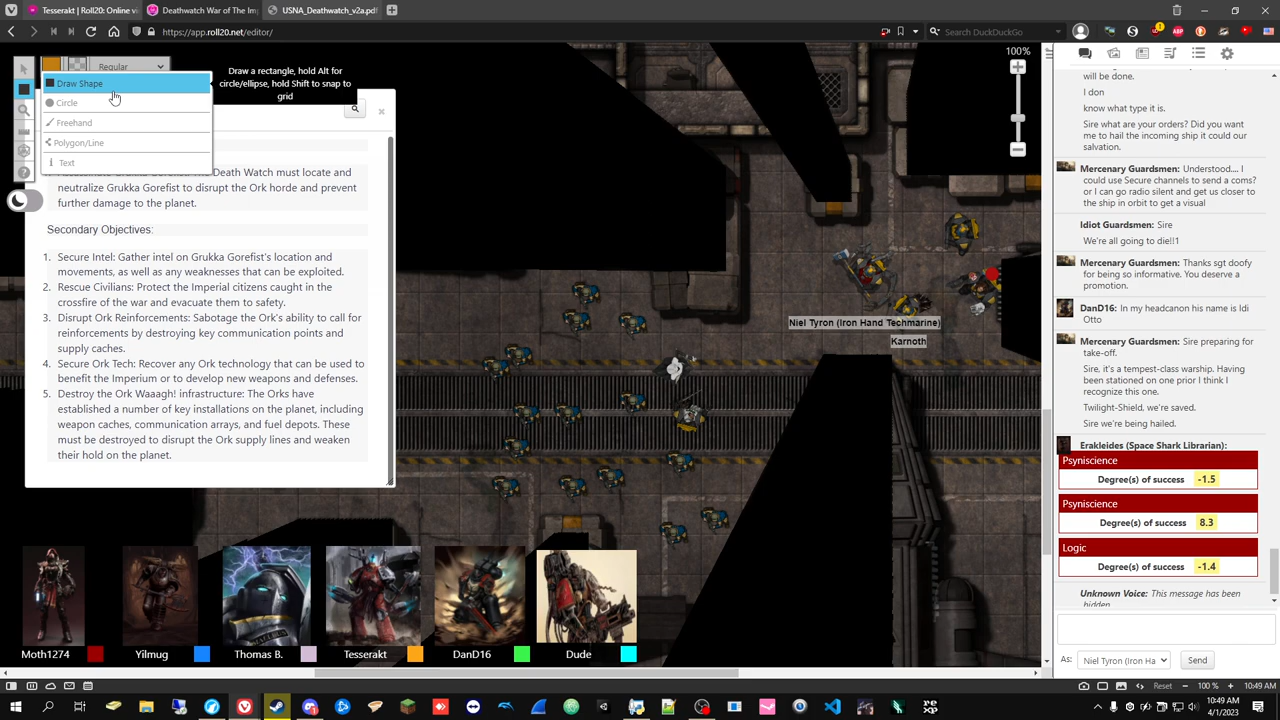 Tesserakt | Roll20: Online vi
Deathwatch War of The Im
USNA_Deathwatch_v2a.pdf
https://app.roll20.net/editor/
Search DuckDuckGo
Regular
Draw Shape
Circle
Freehand
Polygon/Line
Text
Draw a rectangle, hold Alt for
circle/ellipse, hold Shift to snap to
grid
100%
Death Watch must locate and
neutralize Grukka Gorefist to disrupt the Ork horde and prevent
further damage to the planet.
Secondary Objectives:
1. Secure Intel: Gather intel on Grukka Gorefist's location and
movements, as well as any weaknesses that can be exploited.
2. Rescue Civilians: Protect the Imperial citizens caught in the
crossfire of the war and evacuate them to safety.
3. Disrupt Ork Reinforcements: Sabotage the Ork's ability to call for
reinforcements by destroying communication points and
supply caches.
4. Secure Ork Tech: Recover any Ork technology that can be used to
benefit the Imperium or to develop new weapons and defenses.
5. Destroy the Ork Waaagh! infrastructure: The Orks have
established a number of key installations on the planet, including
weapon caches, communication arrays, and fuel depots. These
must be destroyed to disrupt the Ork supply lines and weaken
their hold on the planet.
Niel Tyron (Iron Hand Techmarine)
Karnoth
Moth1274
Yilmug
Thomas B.
Tesserakt
DanD16
Dude
will be done.
I don
know what type it is.
Sire what are your orders? Did you want
me to hail the incoming ship it could our
salvation.
Mercenary Guardsmen: Understood.... I
could use Secure channels to send a coms?
or i can go radio silent and get us closer to
the ship in orbit to get a visual
Idiot Guardsmen: Sire
We're all going to die!!1
Mercenary Guardsmen: Thanks sgt doofy
for being so informative. You deserve a
promotion.
DanD16: In my headcanon his name is Idi
Otto
Mercenary Guardsmen: Sire preparing for
take-off.
Sire, it's a tempest-class warship. Having
been stationed on one prior I think I
recognize this one.
Twilight-Shield, we're saved.
Sire we're being hailed.
Erakleides (Space Shark Librarian):
Psyniscience
Degree(s) of success -1.5
Psyniscience
Degree(s) of success 8.3
Logic
Degree(s) of success -1.4
Unknown Voice: This message has been
hidden
As: Niel Tyron (Iron Ha
Send
Reset
100 %
10:49 AM
10:49 AM
4/1/2023